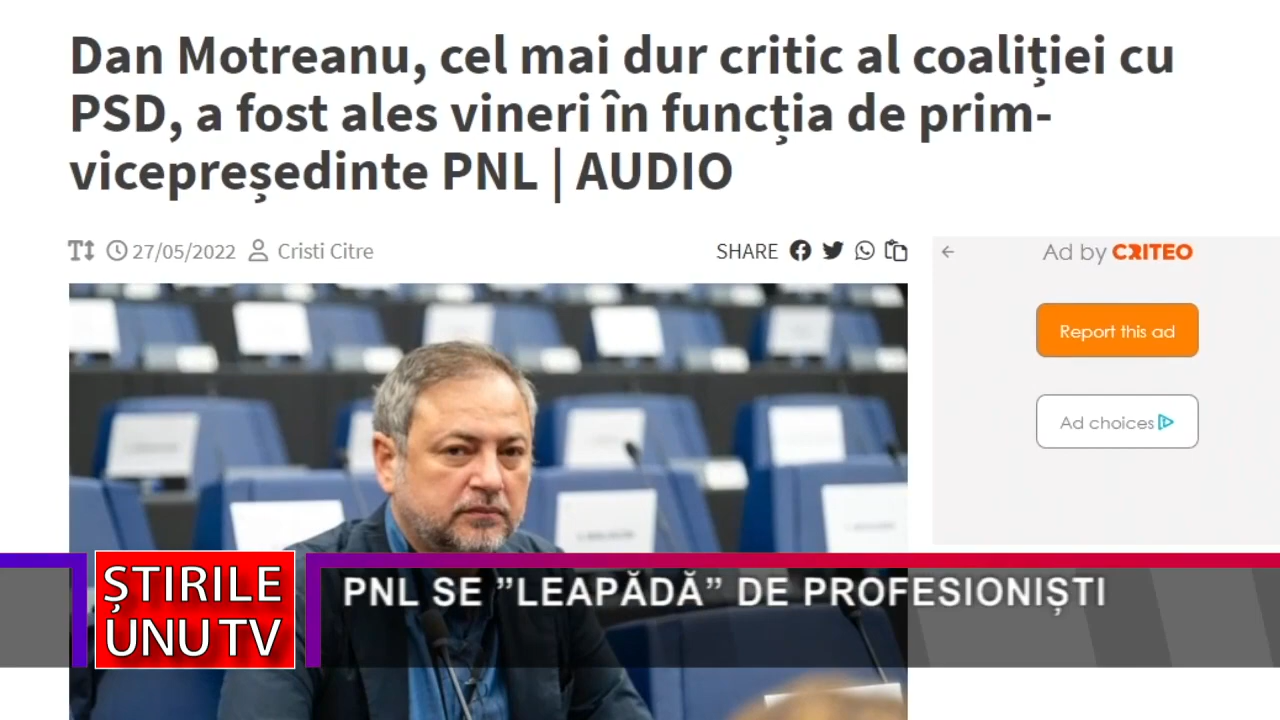 Dan Motreanu, cel mai dur critic al coaliției cu
PSD, a fost ales vineri în funcția de prim-
vicepreședinte PNL | AUDIO
27/05/2022 Cristi Citre
SHARE
Ad by CRITEO
Report this ad
Ad choices
ȘTIRILE
UNU TV
PNL SE ”LEAPĂDĂ” DE PROFESIONIȘTI